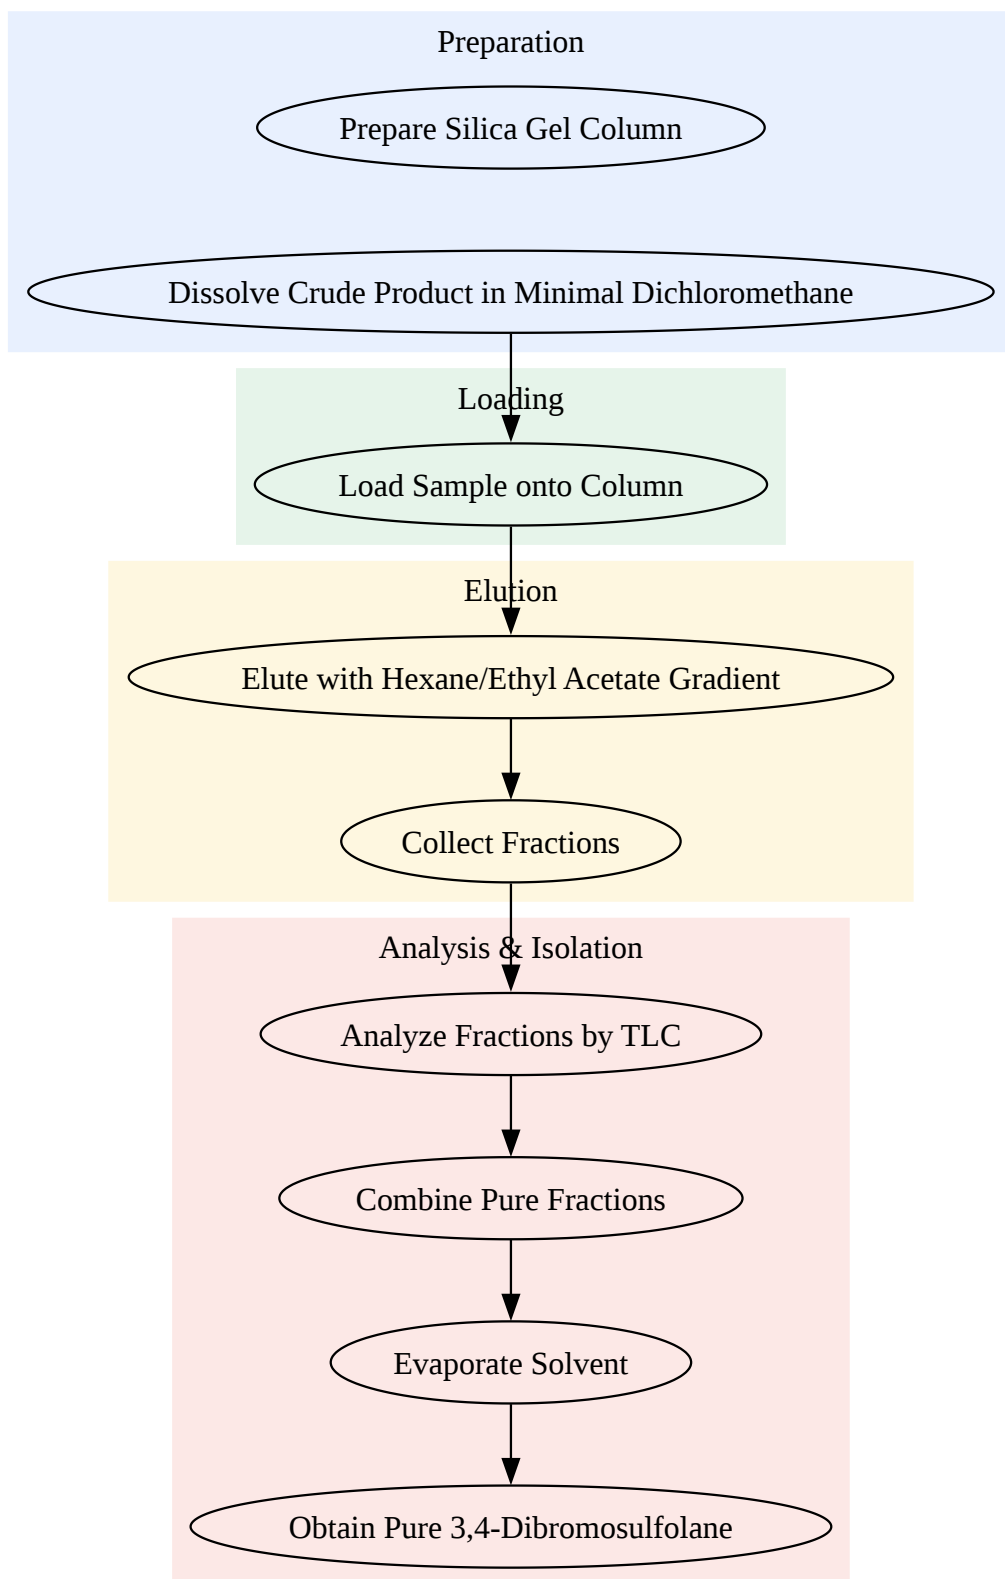 Preparation
Prepare Silica Gel Column
Dissolve Crude Product in Minimal Dichloromethane
Loading
Load Sample onto Column
Elution
Elute with Hexane/Ethyl Acetate Gradient
Collect Fractions
Analysis & Isolation
Analyze Fractions by TLC
Combine Pure Fractions
Evaporate Solvent
Obtain Pure 3,4-Dibromosulfolane